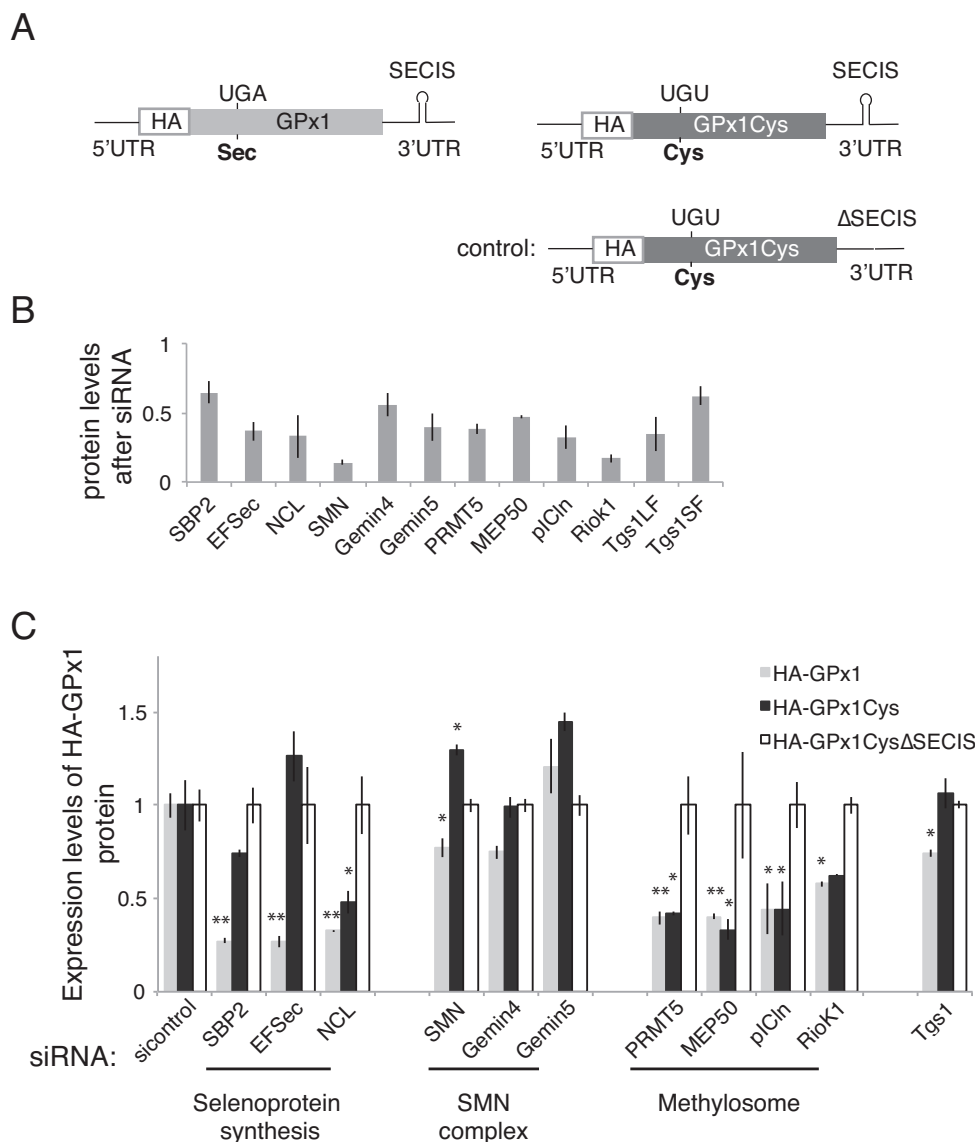 A
UGA
SECIS
HA
GPx1
5'UTR
Sec
3'UTR
UGU
SECIS
HA
GPx1Cys
5'UTR
Cys
3'UTR
control:
UGU
ΔSECIS
HA
GPx1Cys
5'UTR
Cys
3'UTR
B
protein levels
after siRNA
1
0.5
0
SBP2
EFSec
NCL
SMN
Gemin4
Gemin5
PRMT5
MEP50
pICln
Riok1
Tgs1LF
Tgs1SF
C
Expression levels of HA-GPx1
protein
1.5
1
0.5
0
HA-GPx1
HA-GPx1Cys
HA-GPx1CysΔSECIS
**
**
**
*
*
*
**
*
**
*
*
*
*
*
siRNA:
sicontrol
SBP2
EFSec
NCL
SMN
Gemin4
Gemin5
PRMT5
MEP50
pICln
RioK1
Tgs1
Selenoprotein
synthesis
SMN
complex
Methylosome